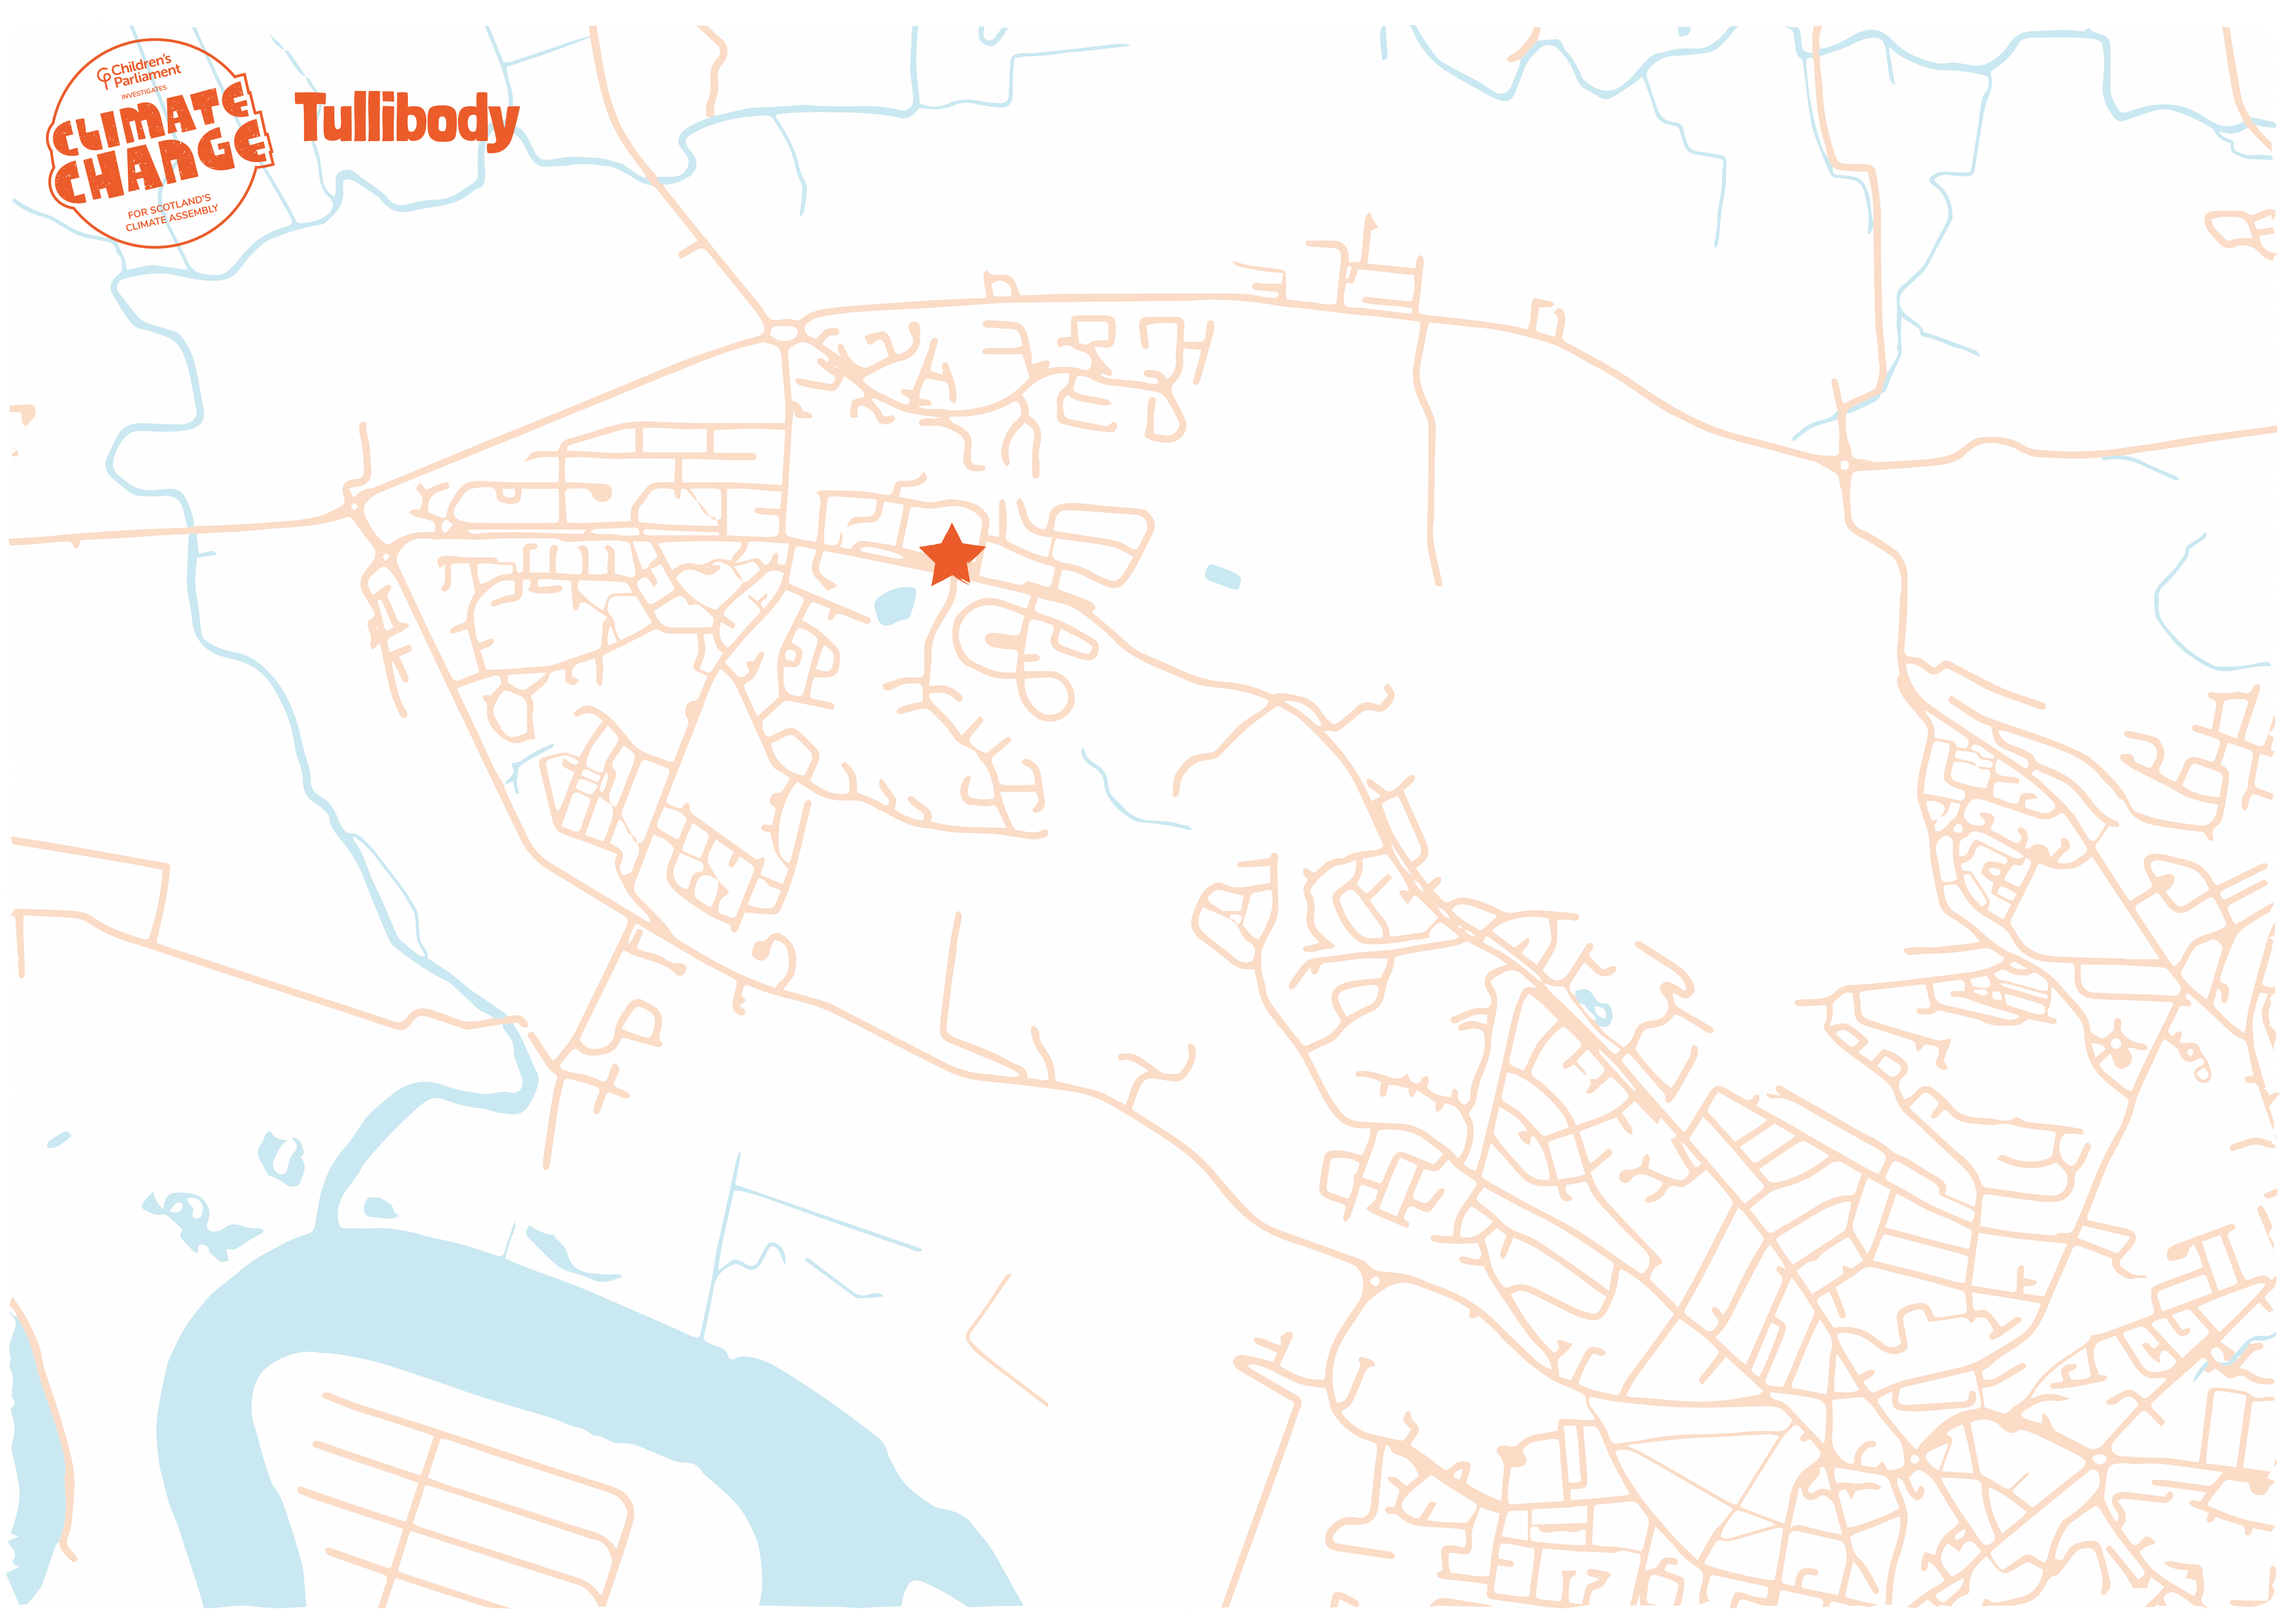 Children's
Parliament
INVESTIGATES
CLIMATE
CHANGE
FOR SCOTLAND'S
CLIMATE ASSEMBLY
Tullibody